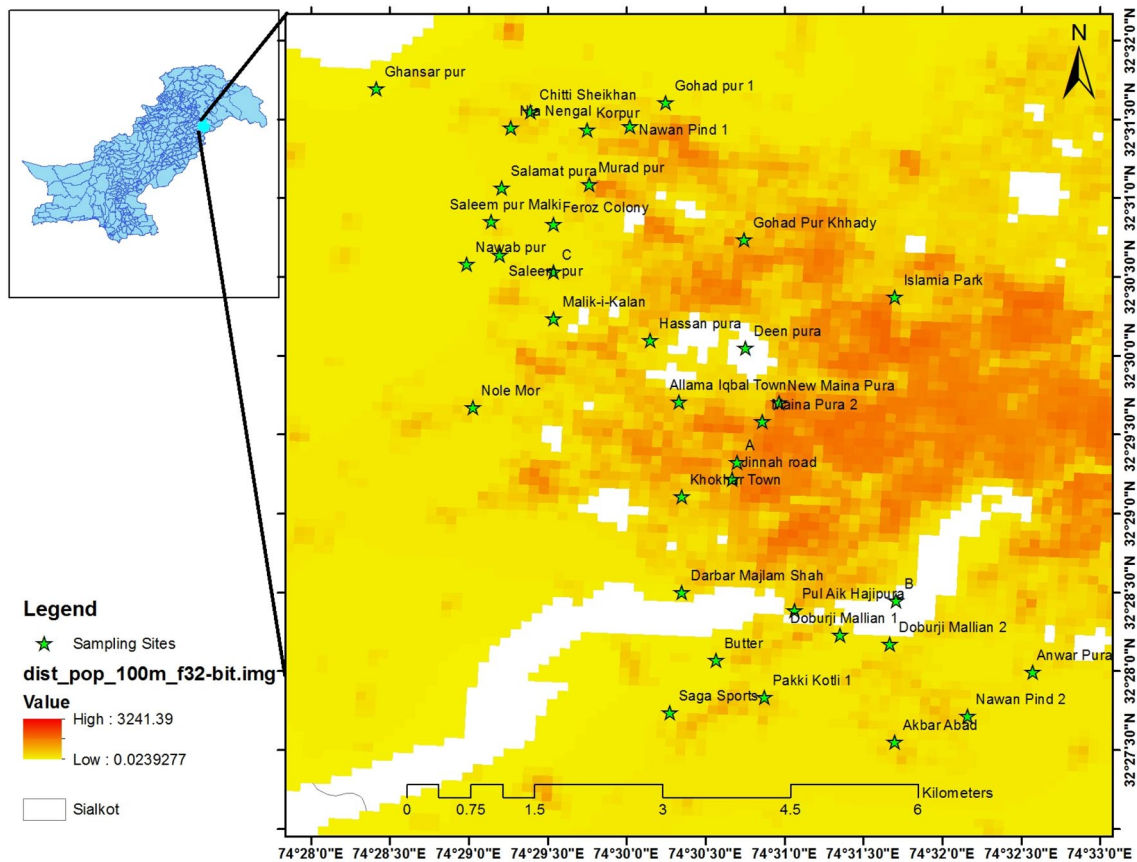 N
Ghansar pur
Gohad pur 1
Chitti Sheikhan
Nia Nengal
Korpur
Nawan Pind 1
Salamat pura
Murad pur
Saleem pur Malki
Feroz Colony
Gohad Pur Khhady
Nawab pur
C
Saleem pur
Islamia Park
Malik-i-Kalan
Hassan pura
Deen pura
Nole Mor
Allama Iqbal Town
New Maina Pura
Maina Pura 2
A
Jinnah road
Khokhar Town
Darbar Majlam Shah
B
Pul Aik Hajipura
Doburji Mallian 1
Doburji Mallian 2
Butter
Anwar Pura
Pakki Kotli 1
Saga Sports
Nawan Pind 2
Akbar Abad
Kilometers
0 0.75 1.5 3 4.5 6
Legend
Sampling Sites
dist_pop_100m_f32-bit.img
Value
High : 3241.39
Low : 0.0239277
Sialkot
74°28'0"E 74°28'30"E 74°29'0"E 74°29'30"E 74°30'0"E 74°30'30"E 74°31'0"E 74°31'30"E 74°32'0"E 74°32'30"E 74°33'0"E
32°32'0"N
32°31'30"N
32°31'0"N
32°30'30"N
32°30'0"N
32°29'30"N
32°29'0"N
32°28'30"N
32°28'0"N
32°27'30"N